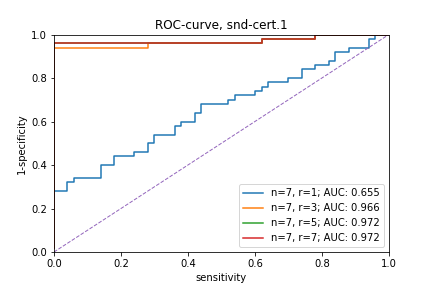 ROC-curve, snd-cert.1
1.0
0.8
0.6
0.4
0.2
0.0
1-specificity
n=7, r=1; AUC: 0.655
n=7, r=3; AUC: 0.966
n=7, r=5; AUC: 0.972
n=7, r=7; AUC: 0.972
0.0 0.2 0.4 0.6 0.8 1.0
sensitivity